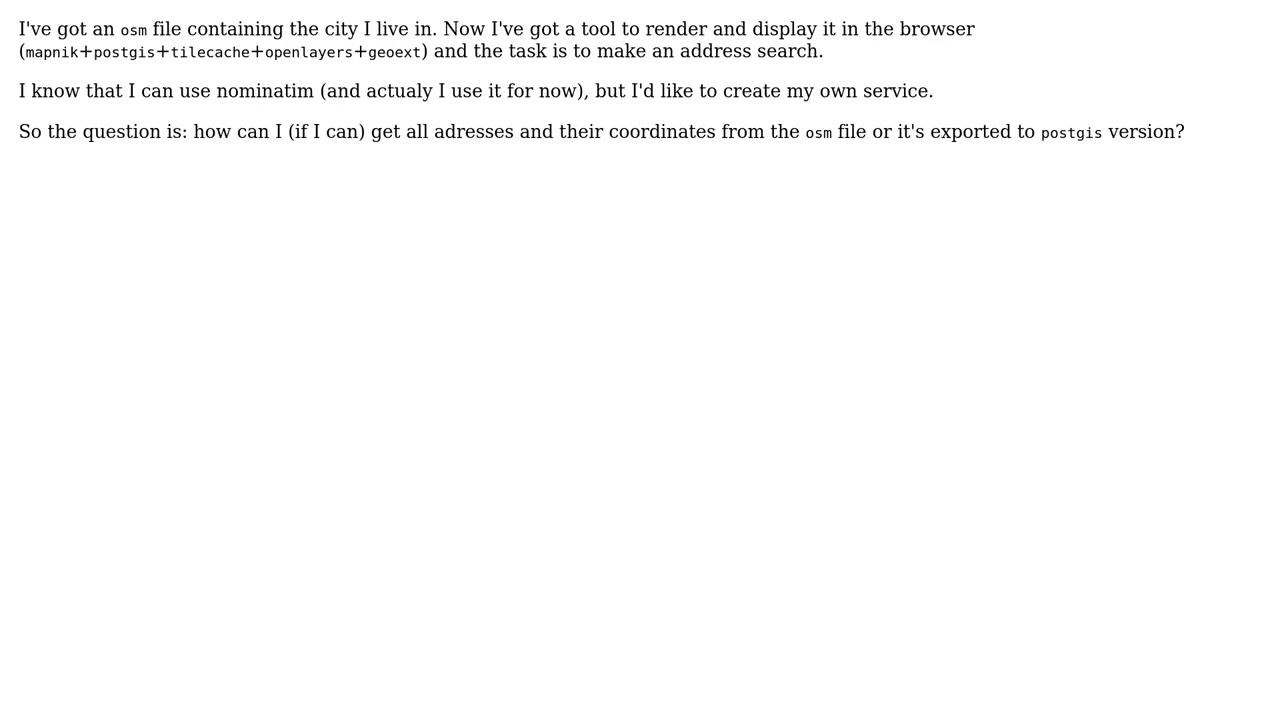 I've got an osm file containing the city I live in. Now I've got a tool to render and display it in the browser
(mapnik+postgis+tilecache+openlayers+geoext) and the task is to make an address search.
I know that I can use nominatim (and actualy I use it for now), but I'd like to create my own service.
So the question is: how can I (if I can) get all adresses and their coordinates from the osm file or it's exported to postgis version?